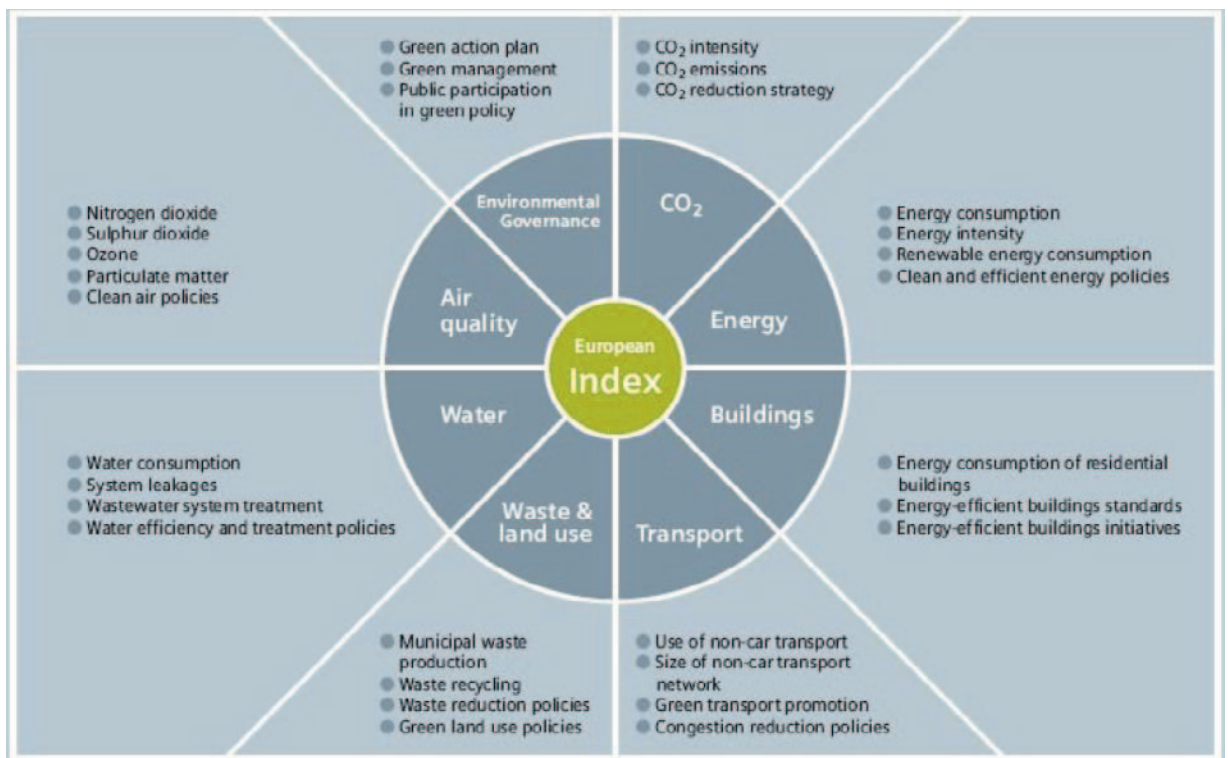 Green action plan
Green management
Public participation
in green policy
CO₂ intensity
CO₂ emissions
CO₂ reduction strategy
Environmental
Governance
CO₂
Nitrogen dioxide
Sulphur dioxide
Ozone
Particulate matter
Clean air policies
Air
quality
Energy
Energy consumption
Energy intensity
Renewable energy consumption
Clean and efficient energy policies
European
Index
Water
Buildings
Water consumption
System leakages
Wastewater system treatment
Water efficiency and treatment policies
Energy consumption of residential
buildings
Energy-efficient buildings standards
Energy-efficient buildings initiatives
Waste &
land use
Transport
Municipal waste
production
Waste recycling
Waste reduction policies
Green land use policies
Use of non-car transport
Size of non-car transport
network
Green transport promotion
Congestion reduction policies